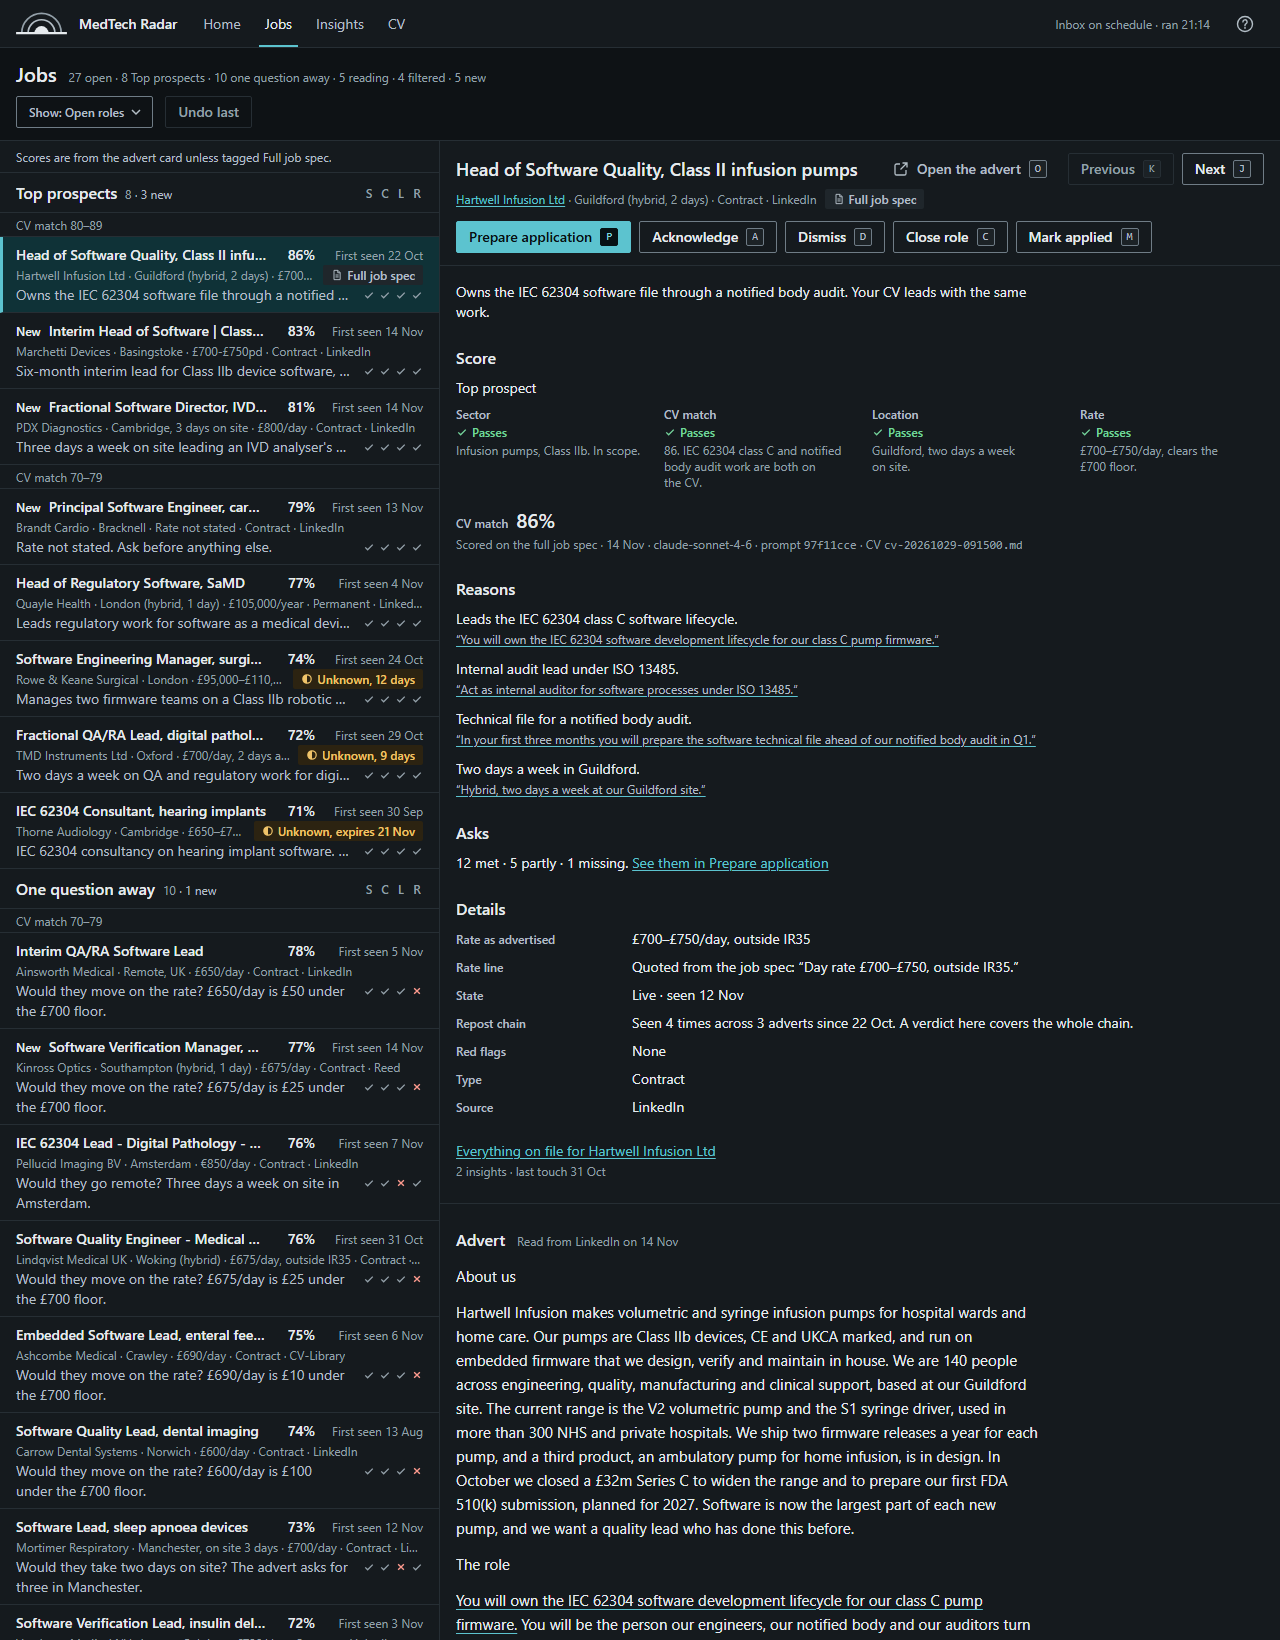 MedTech Radar
Home
Jobs
Insights
CV
Inbox on schedule · ran 21:14
Jobs
27 open · 8 Top prospects · 10 one question away · 5 reading · 4 filtered · 5 new
Show: Open roles
Undo last
Scores are from the advert card unless tagged Full job spec.
Top prospects 8 · 3 new S C L R
CV match 80–89
Head of Software Quality, Class II infu... 86% First seen 22 Oct
Hartwell Infusion Ltd · Guildford (hybrid, 2 days) · £700... Full job spec
Owns the IEC 62304 software file through a notified ...
New Interim Head of Software | Class... 83% First seen 14 Nov
Marchetti Devices · Basingstoke · £700-£750pd · Contract · LinkedIn
Six-month interim lead for Class IIb device software, ...
New Fractional Software Director, IVD... 81% First seen 14 Nov
PDX Diagnostics · Cambridge, 3 days on site · £800/day · Contract · LinkedIn
Three days a week on site leading an IVD analyser's ...
CV match 70–79
New Principal Software Engineer, car... 79% First seen 13 Nov
Brandt Cardio · Bracknell · Rate not stated · Contract · LinkedIn
Rate not stated. Ask before anything else.
Head of Regulatory Software, SaMD 77% First seen 4 Nov
Quayle Health · London (hybrid, 1 day) · £105,000/year · Permanent · Linked...
Leads regulatory work for software as a medical devi...
Software Engineering Manager, surgi... 74% First seen 24 Oct
Rowe & Keane Surgical · London · £95,000–£110,... Unknown, 12 days
Manages two firmware teams on a Class IIb robotic ...
Fractional QA/RA Lead, digital pathol... 72% First seen 29 Oct
TMD Instruments Ltd · Oxford · £700/day, 2 days a... Unknown, 9 days
Two days a week on QA and regulatory work for digi...
IEC 62304 Consultant, hearing implants 71% First seen 30 Sep
Thorne Audiology · Cambridge · £650–£7... Unknown, expires 21 Nov
IEC 62304 consultancy on hearing implant software. ...
One question away 10 · 1 new S C L R
CV match 70–79
Interim QA/RA Software Lead 78% First seen 5 Nov
Ainsworth Medical · Remote, UK · £650/day · Contract · LinkedIn
Would they move on the rate? £650/day is £50 under
the £700 floor.
New Software Verification Manager, ... 77% First seen 14 Nov
Kinross Optics · Southampton (hybrid, 1 day) · £675/day · Contract · Reed
Would they move on the rate? £675/day is £25 under
the £700 floor.
IEC 62304 Lead - Digital Pathology - ... 76% First seen 7 Nov
Pellucid Imaging BV · Amsterdam · €850/day · Contract · LinkedIn
Would they go remote? Three days a week on site in
Amsterdam.
Software Quality Engineer - Medical ... 76% First seen 31 Oct
Lindqvist Medical UK · Woking (hybrid) · £675/day, outside IR35 · Contract ·...
Would they move on the rate? £675/day is £25 under
the £700 floor.
Embedded Software Lead, enteral fee... 75% First seen 6 Nov
Ashcombe Medical · Crawley · £690/day · Contract · CV-Library
Would they move on the rate? £690/day is £10 under
the £700 floor.
Software Quality Lead, dental imaging 74% First seen 13 Aug
Carrow Dental Systems · Norwich · £600/day · Contract · LinkedIn
Would they move on the rate? £600/day is £100
under the £700 floor.
Software Lead, sleep apnoea devices 73% First seen 12 Nov
Mortimer Respiratory · Manchester, on site 3 days · £700/day · Contract · Li...
Would they take two days on site? The advert asks for
three in Manchester.
Software Verification Lead, insulin del... 72% First seen 3 Nov
Head of Software Quality, Class II infusion pumps
Open the advert O
Previous K
Next J
Hartwell Infusion Ltd · Guildford (hybrid, 2 days) · Contract · LinkedIn Full job spec
Prepare application P
Acknowledge A
Dismiss D
Close role C
Mark applied M
Owns the IEC 62304 software file through a notified body audit. Your CV leads with the same
work.
Score
Top prospect
Sector
Passes
Infusion pumps, Class IIb. In scope.
CV match
Passes
86. IEC 62304 class C and notified
body audit work are both on
the CV.
Location
Passes
Guildford, two days a week
on site.
Rate
Passes
£700–£750/day, clears the
£700 floor.
CV match 86%
Scored on the full job spec · 14 Nov · claude-sonnet-4-6 · prompt 97f11cce · CV cv-20261029-091500.md
Reasons
Leads the IEC 62304 class C software lifecycle.
“You will own the IEC 62304 software development lifecycle for our class C pump firmware.”
Internal audit lead under ISO 13485.
“Act as internal auditor for software processes under ISO 13485.”
Technical file for a notified body audit.
“In your first three months you will prepare the software technical file ahead of our notified body audit in Q1.”
Two days a week in Guildford.
“Hybrid, two days a week at our Guildford site.”
Asks
12 met · 5 partly · 1 missing. See them in Prepare application
Details
Rate as advertised £700–£750/day, outside IR35
Rate line Quoted from the job spec: “Day rate £700–£750, outside IR35.”
State Live · seen 12 Nov
Repost chain Seen 4 times across 3 adverts since 22 Oct. A verdict here covers the whole chain.
Red flags None
Type Contract
Source LinkedIn
Everything on file for Hartwell Infusion Ltd
2 insights · last touch 31 Oct
Advert Read from LinkedIn on 14 Nov
About us
Hartwell Infusion makes volumetric and syringe infusion pumps for hospital wards and
home care. Our pumps are Class IIb devices, CE and UKCA marked, and run on
embedded firmware that we design, verify and maintain in house. We are 140 people
across engineering, quality, manufacturing and clinical support, based at our Guildford
site. The current range is the V2 volumetric pump and the S1 syringe driver, used in
more than 300 NHS and private hospitals. We ship two firmware releases a year for each
pump, and a third product, an ambulatory pump for home infusion, is in design. In
October we closed a £32m Series C to widen the range and to prepare our first FDA
510(k) submission, planned for 2027. Software is now the largest part of each new
pump, and we want a quality lead who has done this before.
The role
You will own the IEC 62304 software development lifecycle for our class C pump
firmware. You will be the person our engineers, our notified body and our auditors turn